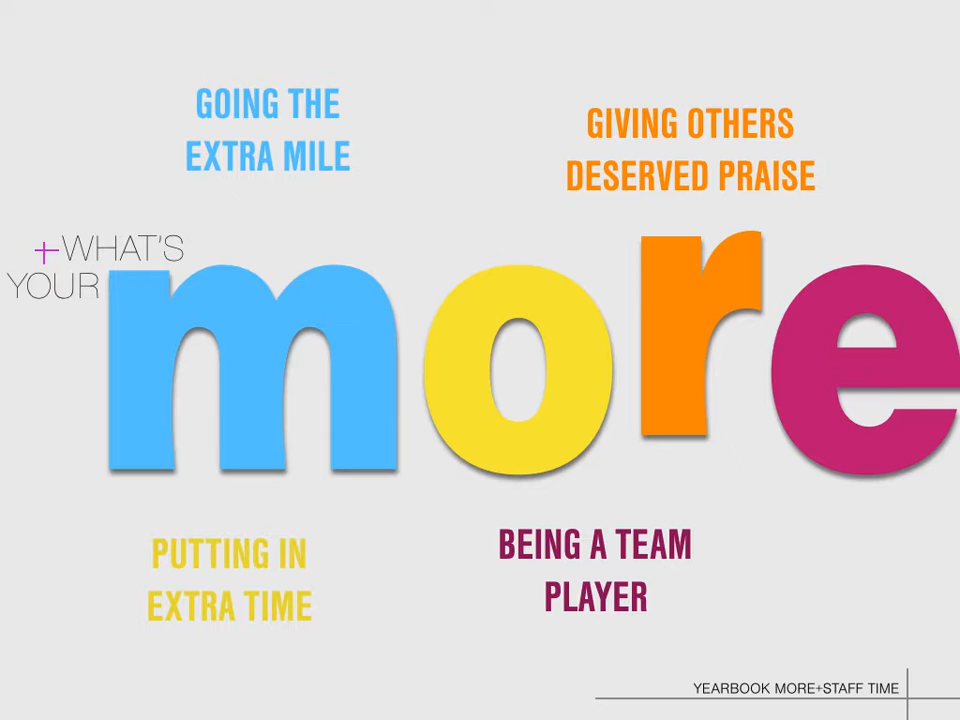 GOING THE
EXTRA MILE
GIVING OTHERS
DESERVED PRAISE
+WHAT'S
YOUR
more
PUTTING IN
EXTRA TIME
BEING A TEAM
PLAYER
YEARBOOK MORE+STAFF TIME